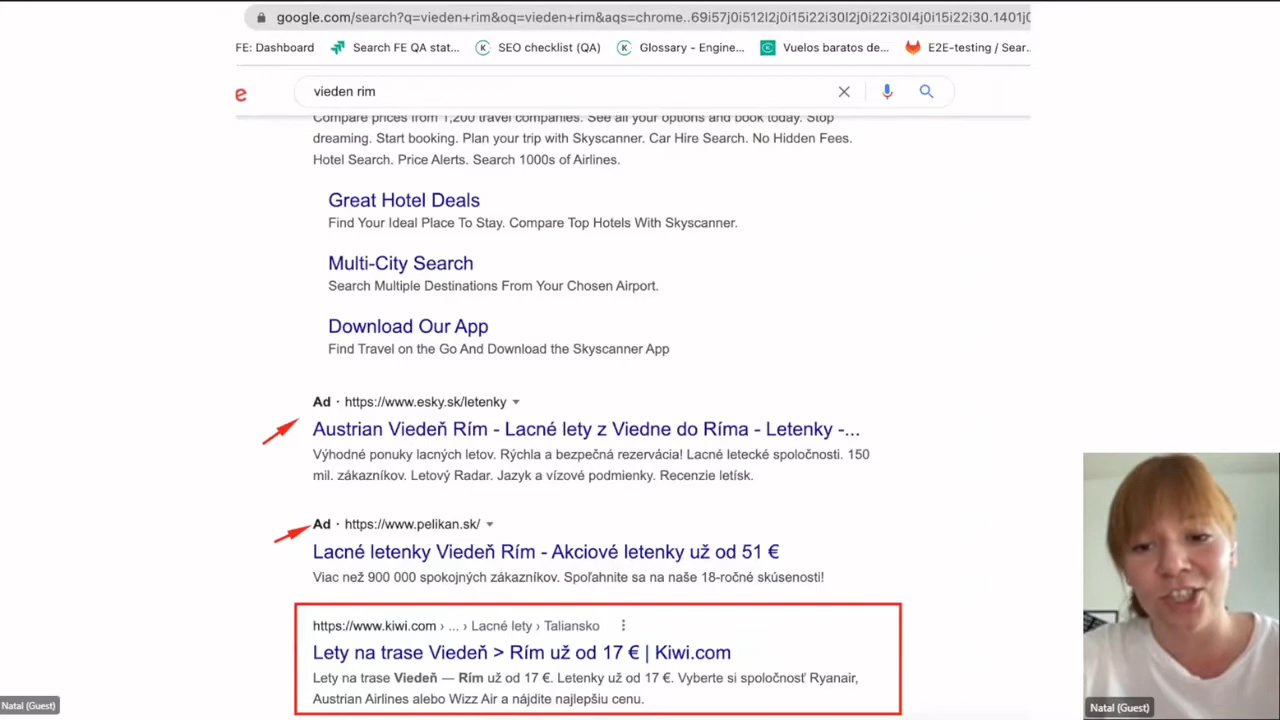 google.com/search?q=vieden+rim&oq=vieden+rim&aqs=chrome..69i57j0i512l2j0i15i22i30l2j0i22i30l4j0i15i22i30.1401j0
FE: Dashboard Search FE QA stat... SEO checklist (QA) Glossary - Engine... Vuelos baratos de... E2E-testing / Sear...
e vieden rim
Compare prices from 1,200 travel companies. See all your options and book today. Stop
dreaming. Start booking. Plan your trip with Skyscanner. Car Hire Search. No Hidden Fees.
Hotel Search. Price Alerts. Search 1000s of Airlines.
Great Hotel Deals
Find Your Ideal Place To Stay. Compare Top Hotels With Skyscanner.
Multi-City Search
Search Multiple Destinations From Your Chosen Airport.
Download Our App
Find Travel on the Go And Download the Skyscanner App
Ad · https://www.esky.sk/letenky
Austrian Viedeň Rím - Lacné lety z Viedne do Ríma - Letenky -...
Výhodné ponuky lacných letov. Rýchla a bezpečná rezervácia! Lacné letecké spoločnosti. 150
mil. zákazníkov. Letový Radar. Jazyk a vízové podmienky. Recenzie letísk.
Ad · https://www.pelikan.sk/
Lacné letenky Viedeň Rím - Akciové letenky už od 51 €
Viac než 900 000 spokojných zákazníkov. Spoľahnite sa na naše 18-ročné skúsenosti!
https://www.kiwi.com › ... › Lacné lety › Taliansko
Lety na trase Viedeň > Rím už od 17 € | Kiwi.com
Lety na trase Viedeň — Rím už od 17 €. Letenky už od 17 €. Vyberte si spoločnosť Ryanair,
Austrian Airlines alebo Wizz Air a nájdite najlepšiu cenu.
Natal (Guest)
Natal (Guest)